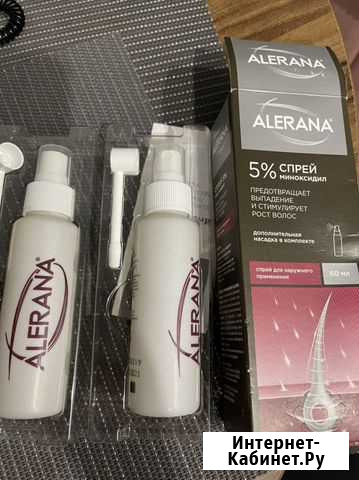 ALERANA®
ALERANA®
ALERANA
ALERANA®
5% СПРЕЙ
МИНОКСИДИЛ
ПРЕДОТВРАЩАЕТ
ВЫПАДЕНИЕ
И СТИМУЛИРУЕТ
РОСТ ВОЛОС
ДОПОЛНИТЕЛЬНАЯ
НАСАДКА В КОМПЛЕКТЕ
спрей для наружного
применения
60 мл
Интернет-
Кабинет.Ру